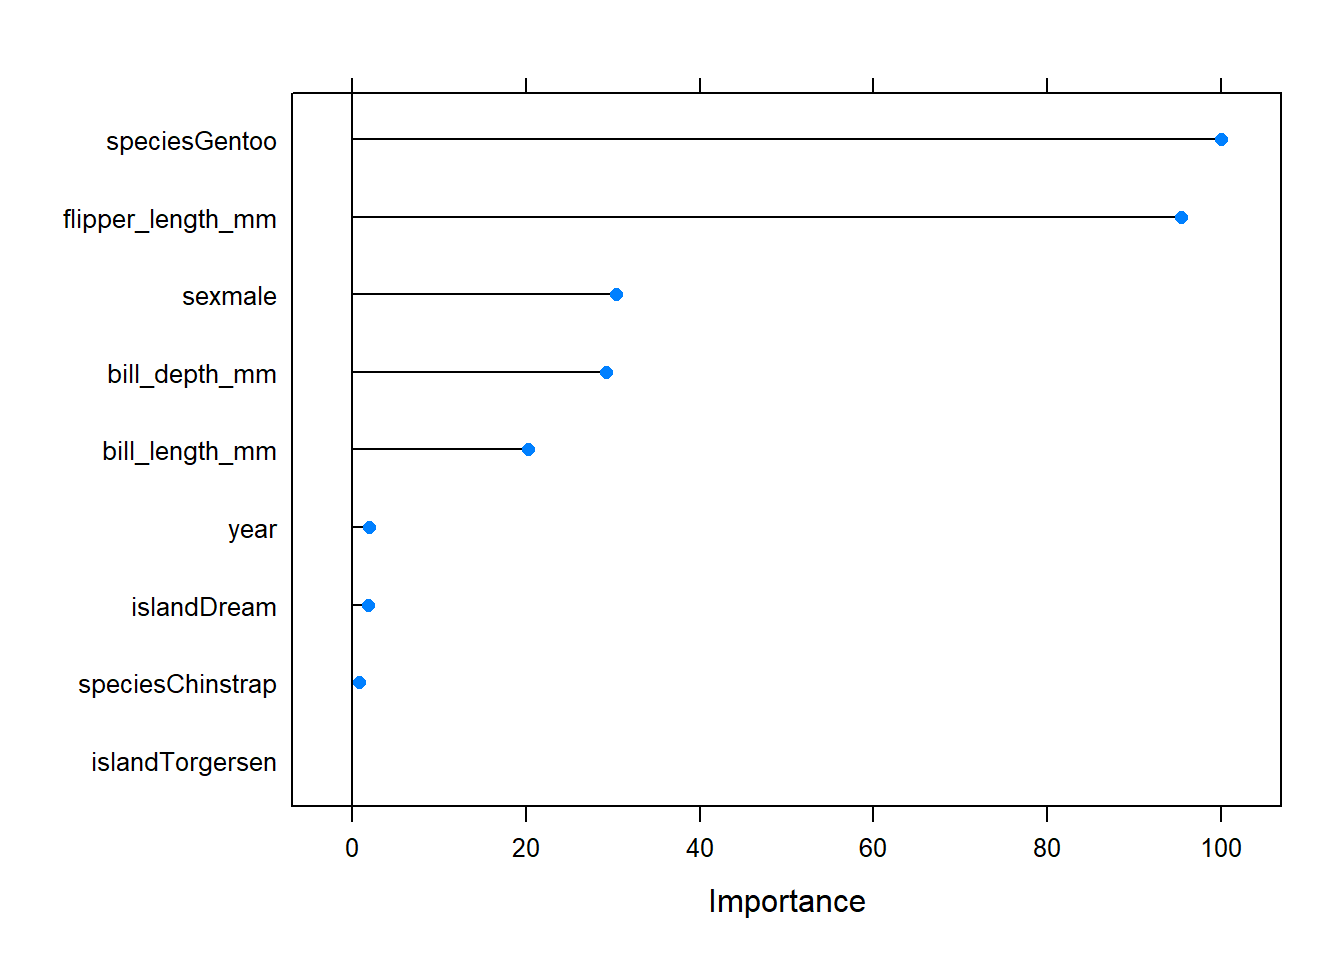 speciesGentoo
flipper_length_mm
sexmale
bill_depth_mm
bill_length_mm
year
islandDream
speciesChinstrap
islandTorgersen
0 20 40 60 80 100
Importance